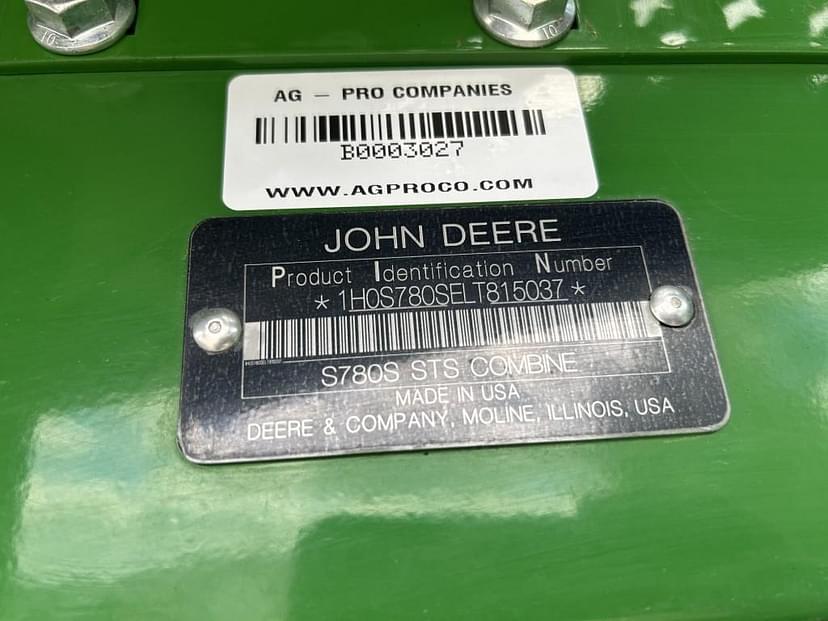 AG – PRO COMPANIES
B0003027
WWW.AGPROCO.COM
JOHN DEERE
Product Identification Number
* 1H0S780SELT815037 *
S780S STS COMBINE
MADE IN USA
DEERE & COMPANY, MOLINE, ILLINOIS, USA